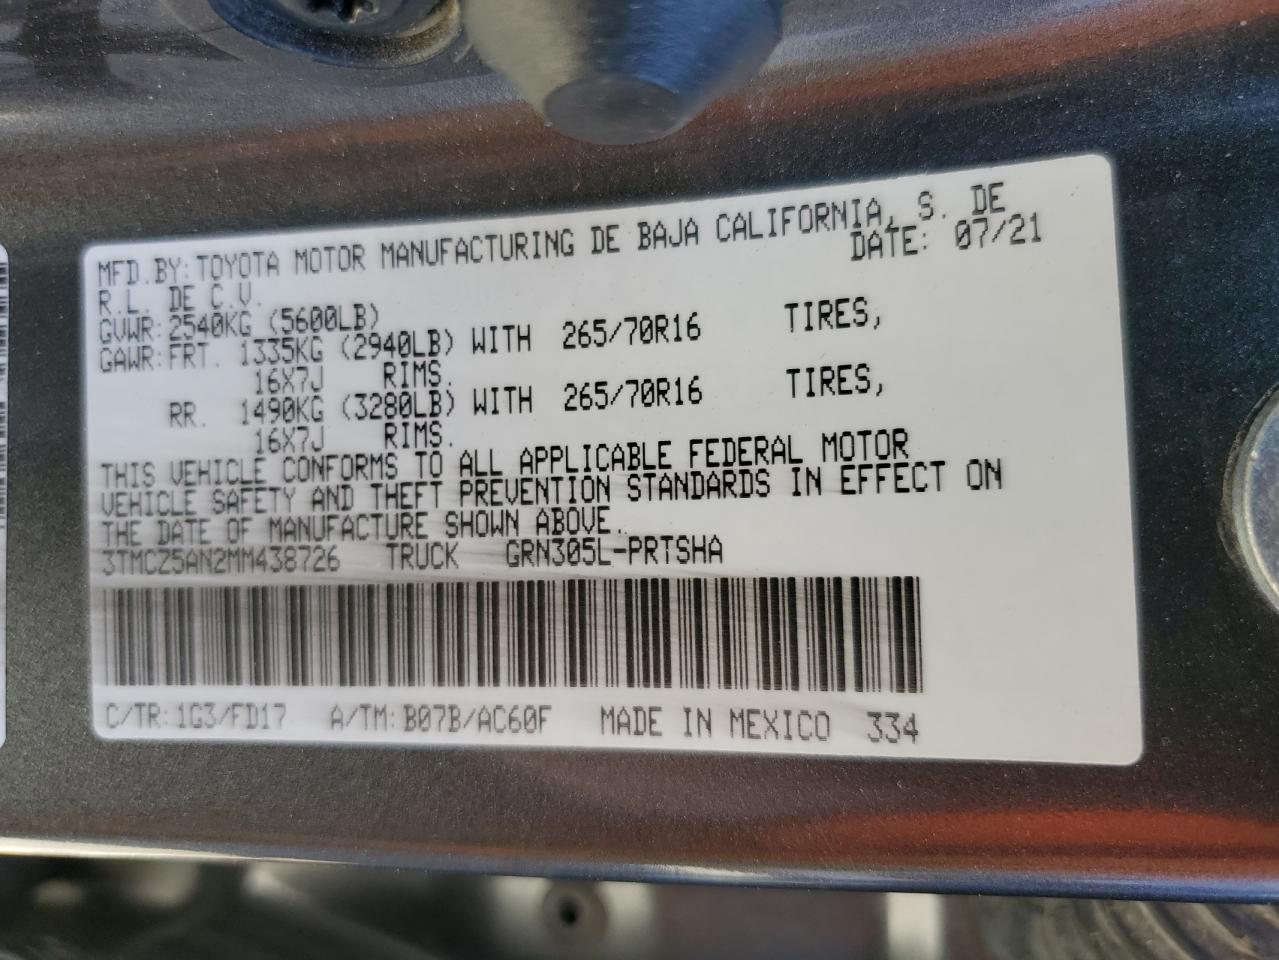 MFD.BY: TOYOTA MOTOR MANUFACTURING DE BAJA CALIFORNIA, S. DE
R.L. DE C.V. DATE: 07/21
GVWR: 2540KG (5600LB)
GAWR: FRT. 1335KG (2940LB) WITH 265/70R16 TIRES,
16X7J RIMS.
RR. 1490KG (3280LB) WITH 265/70R16 TIRES,
16X7J RIMS.
THIS VEHICLE CONFORMS TO ALL APPLICABLE FEDERAL MOTOR
VEHICLE SAFETY AND THEFT PREVENTION STANDARDS IN EFFECT ON
THE DATE OF MANUFACTURE SHOWN ABOVE.
3TMCZ5AN2MM438726 TRUCK GRN305L-PRTSHA
C/TR: 1G3/FD17 A/TM: B07B/AC60F MADE IN MEXICO 334